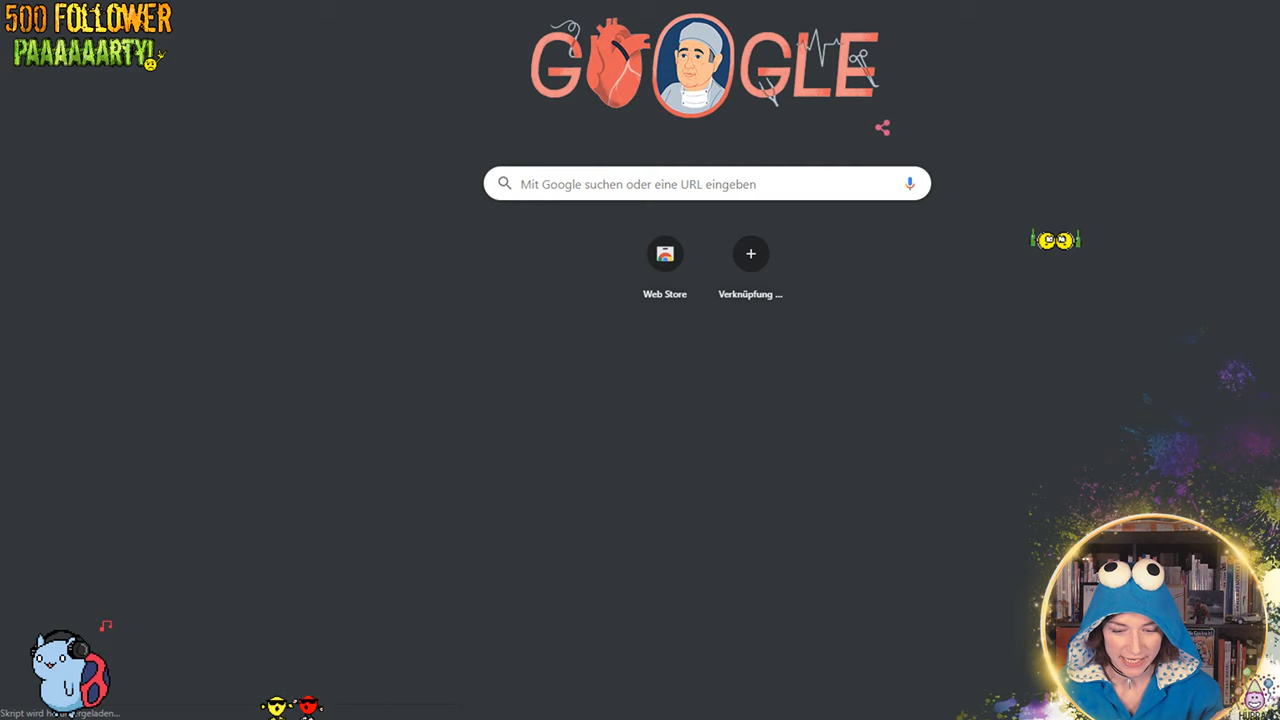 500 FOLLOWER
PAAAAAARTY!
GOOGLE
Mit Google suchen oder eine URL eingeben
Web Store
Verknüpfung ...